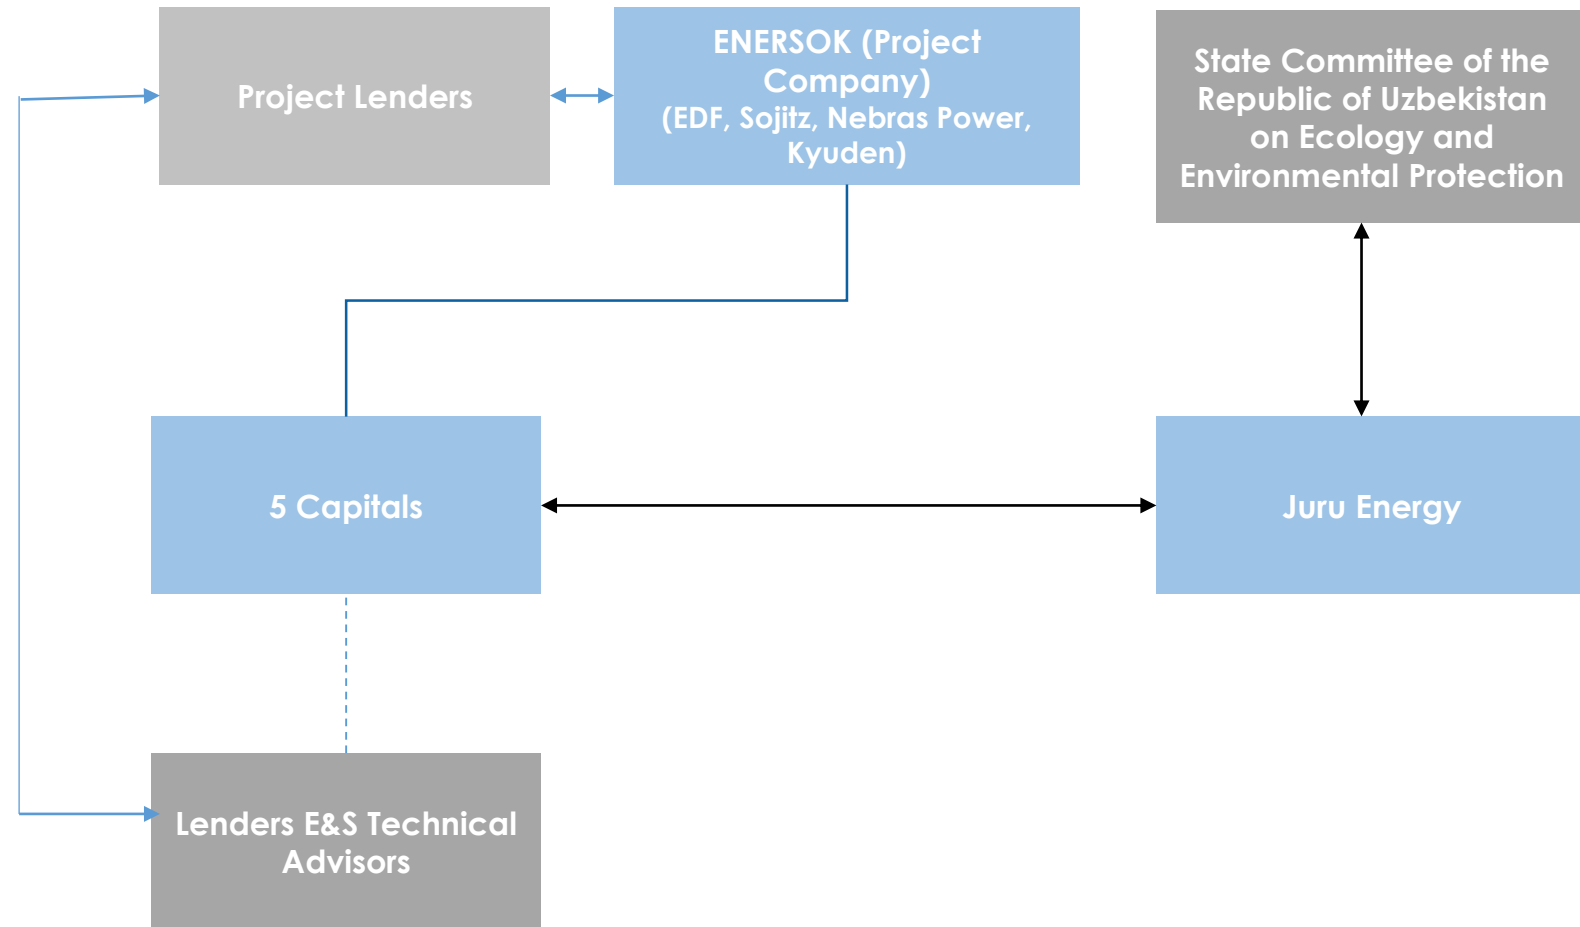 Project Lenders
ENERSOK (Project
Company)
(EDF, Sojitz, Nebras Power,
Kyuden)
State Committee of the
Republic of Uzbekistan
on Ecology and
Environmental Protection
5 Capitals
Juru Energy
Lenders E&S Technical
Advisors